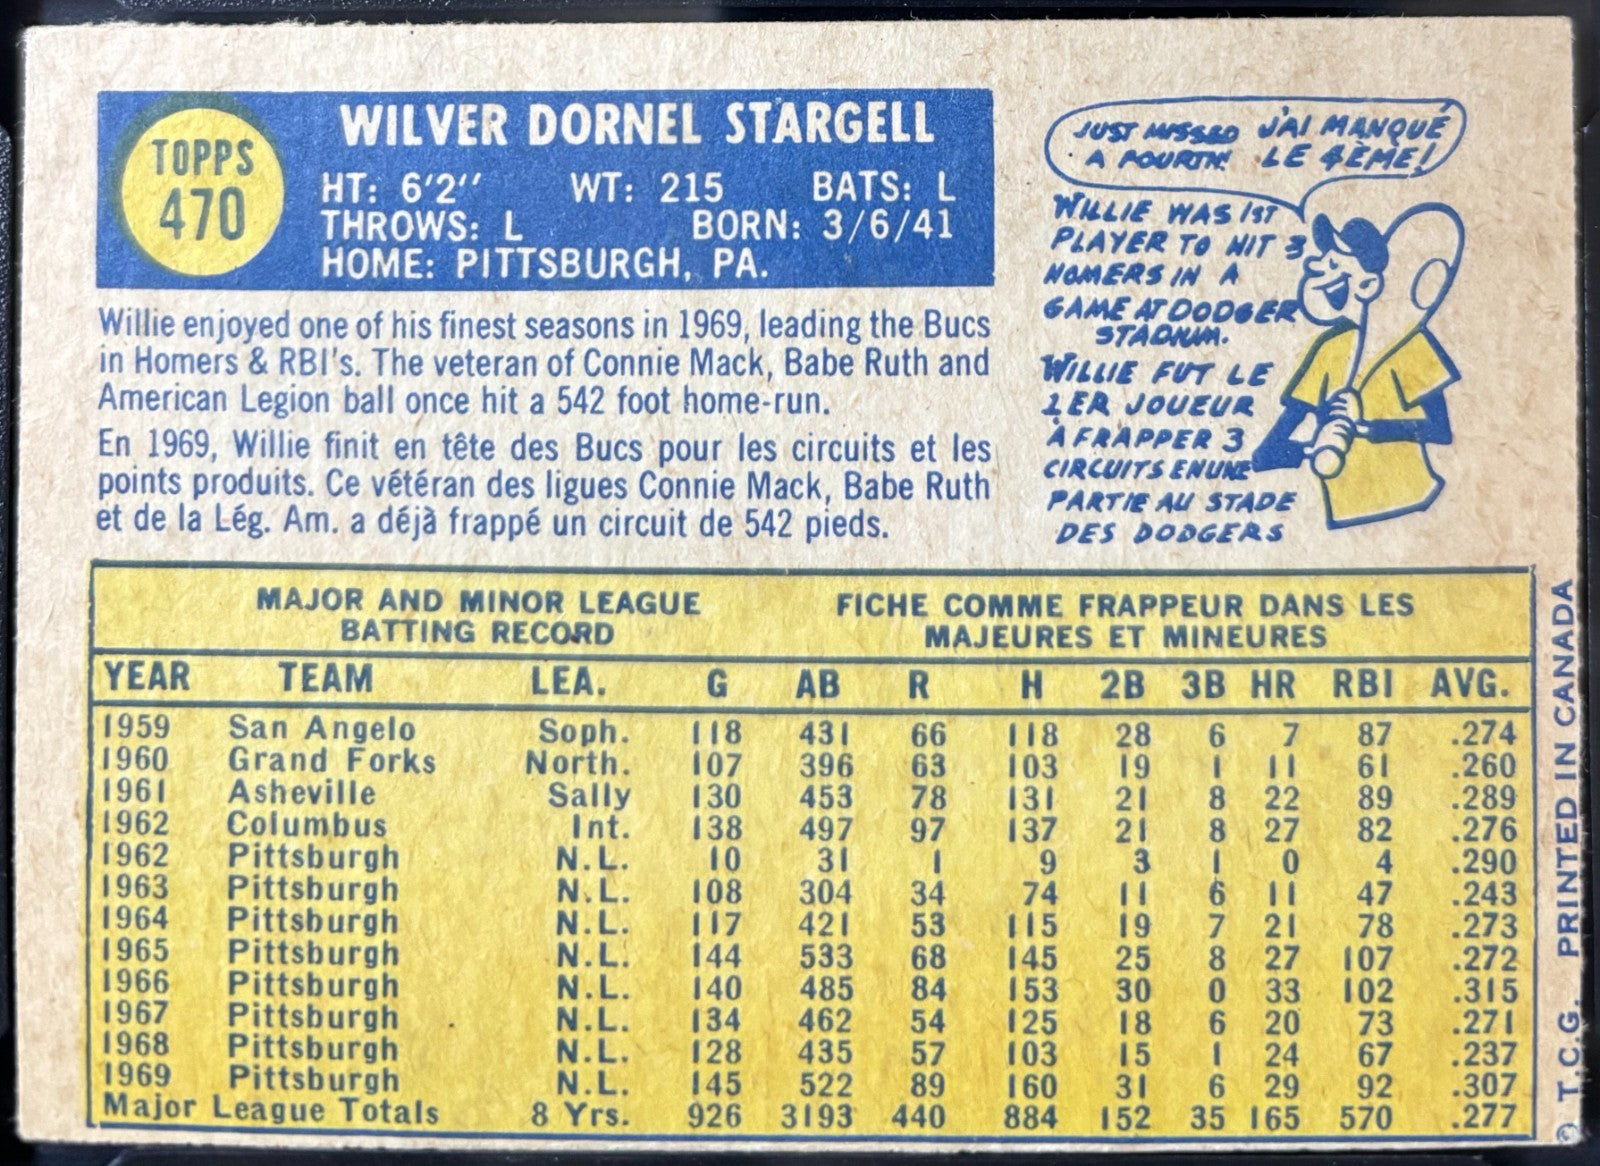 TOPPS
470
WILVER DORNEL STARGELL
HT: 6'2'' WT: 215 BATS: L
THROWS: L BORN: 3/6/41
HOME: PITTSBURGH, PA.
JUST MISSED A FOURTH!
J'AI MANQUÉ LE 4ÈME!
WILLIE WAS 1ST
PLAYER TO HIT 3
HOMERS IN A
GAME AT DODGER
STADIUM.
WILLIE FUT LE
1ER JOUEUR
À FRAPPER 3
CIRCUITS EN UNE
PARTIE AU STADE
DES DODGERS
Willie enjoyed one of his finest seasons in 1969, leading the Bucs
in Homers & RBI's. The veteran of Connie Mack, Babe Ruth and
American Legion ball once hit a 542 foot home-run.
En 1969, Willie finit en tête des Bucs pour les circuits et les
points produits. Ce vétéran des ligues Connie Mack, Babe Ruth
et de la Lég. Am. a déjà frappé un circuit de 542 pieds.
MAJOR AND MINOR LEAGUE
BATTING RECORD
FICHE COMME FRAPPEUR DANS LES
MAJEURES ET MINEURES
YEAR TEAM LEA. G AB R H 2B 3B HR RBI AVG.
1959 San Angelo Soph. 118 431 66 118 28 6 7 87 .274
1960 Grand Forks North. 107 396 63 103 19 1 11 61 .260
1961 Asheville Sally 130 453 78 131 21 8 22 89 .289
1962 Columbus Int. 138 497 97 137 21 8 27 82 .276
1962 Pittsburgh N.L. 10 31 1 9 3 1 0 4 .290
1963 Pittsburgh N.L. 108 304 34 74 11 6 11 47 .243
1964 Pittsburgh N.L. 117 421 53 115 19 7 21 78 .273
1965 Pittsburgh N.L. 144 533 68 145 25 8 27 107 .272
1966 Pittsburgh N.L. 140 485 84 153 30 0 33 102 .315
1967 Pittsburgh N.L. 134 462 54 125 18 6 20 73 .271
1968 Pittsburgh N.L. 128 435 57 103 15 1 24 67 .237
1969 Pittsburgh N.L. 145 522 89 160 31 6 29 92 .307
Major League Totals 8 Yrs. 926 3193 440 884 152 35 165 570 .277
© T.C.G. PRINTED IN CANADA